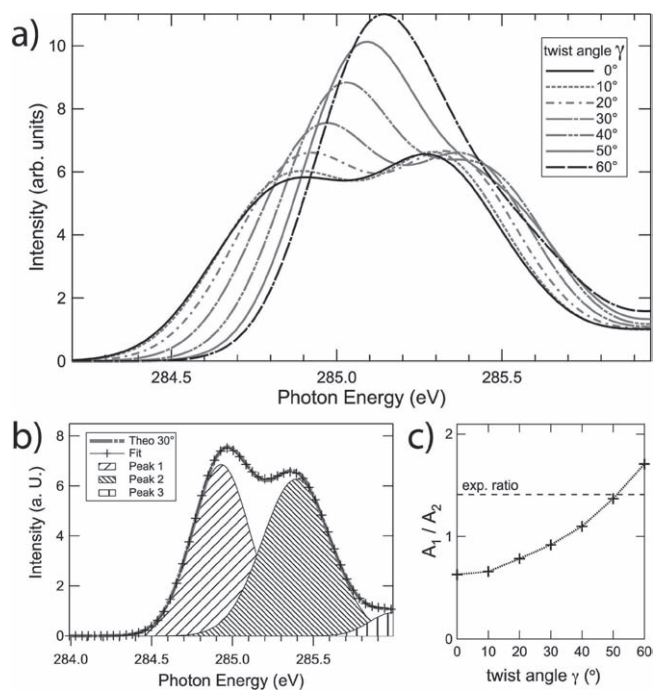 a)
10
8
6
4
2
0
Intensity (arb. units)
284.5
285.0
285.5
Photon Energy (eV)
twist angle γ
0°
10°
20°
30°
40°
50°
60°
b)
8
6
4
2
0
Intensity (a. U.)
Theo 30°
Fit
Peak 1
Peak 2
Peak 3
284.0
284.5
285.0
285.5
Photon Energy (eV)
c)
2
1
0
A1 / A2
exp. ratio
0 10 20 30 40 50 60
twist angle γ (°)